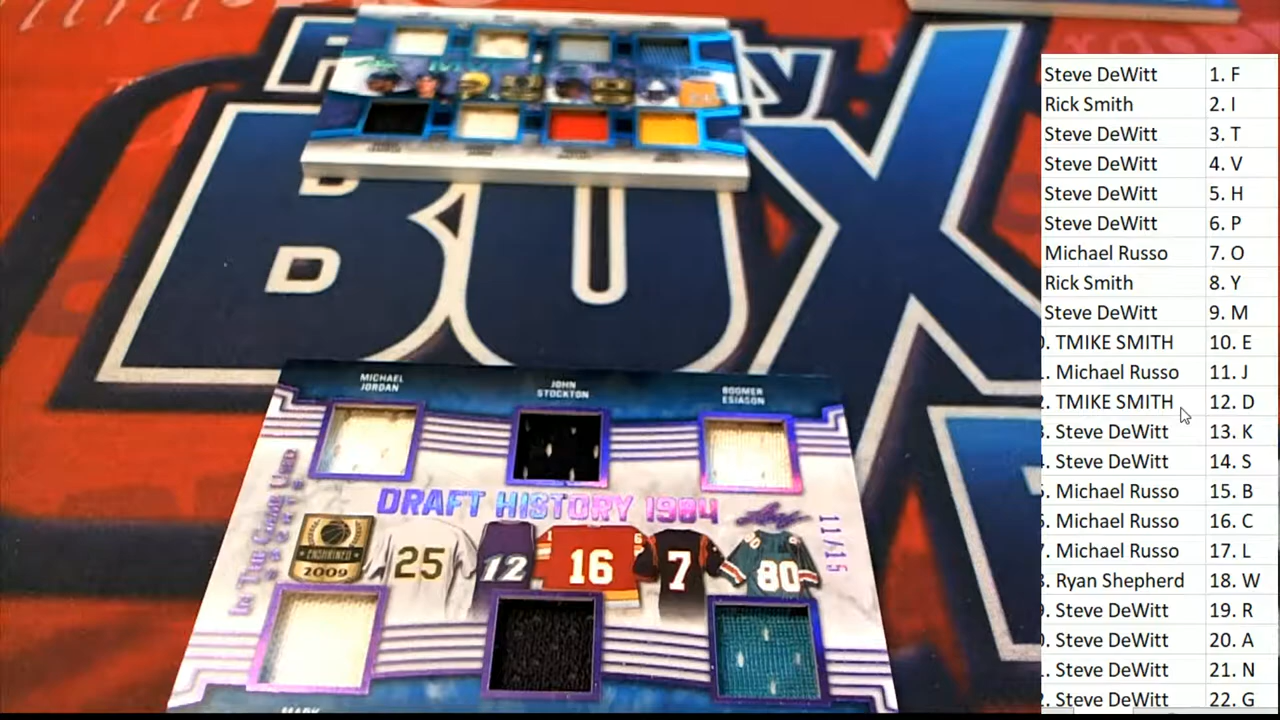 BOX
MICHAEL JORDAN
JOHN STOCKTON
BOOMER ESIASON
DRAFT HISTORY 1984
Leaf
11/15
ENSHRINED
2009
25
12
16
7
80
MARK
Steve DeWitt 1. F
Rick Smith 2. I
Steve DeWitt 3. T
Steve DeWitt 4. V
Steve DeWitt 5. H
Steve DeWitt 6. P
Michael Russo 7. O
Rick Smith 8. Y
Steve DeWitt 9. M
TMIKE SMITH 10. E
Michael Russo 11. J
TMIKE SMITH 12. D
Steve DeWitt 13. K
Steve DeWitt 14. S
Michael Russo 15. B
Michael Russo 16. C
Michael Russo 17. L
Ryan Shepherd 18. W
Steve DeWitt 19. R
Steve DeWitt 20. A
Steve DeWitt 21. N
Steve DeWitt 22. G